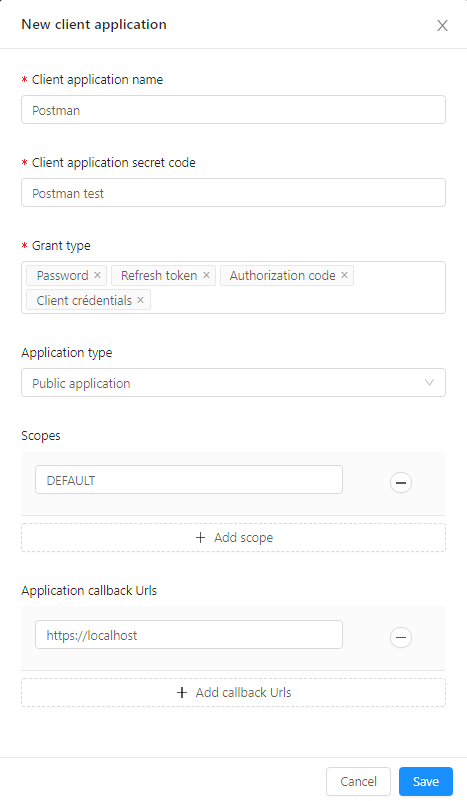 New client application
* Client application name
Postman
* Client application secret code
Postman test
* Grant type
Password × Refresh token × Authorization code ×
Client crédentials ×
Application type
Public application
Scopes
DEFAULT
+ Add scope
Application callback Urls
https://localhost
+ Add callback Urls
Cancel Save